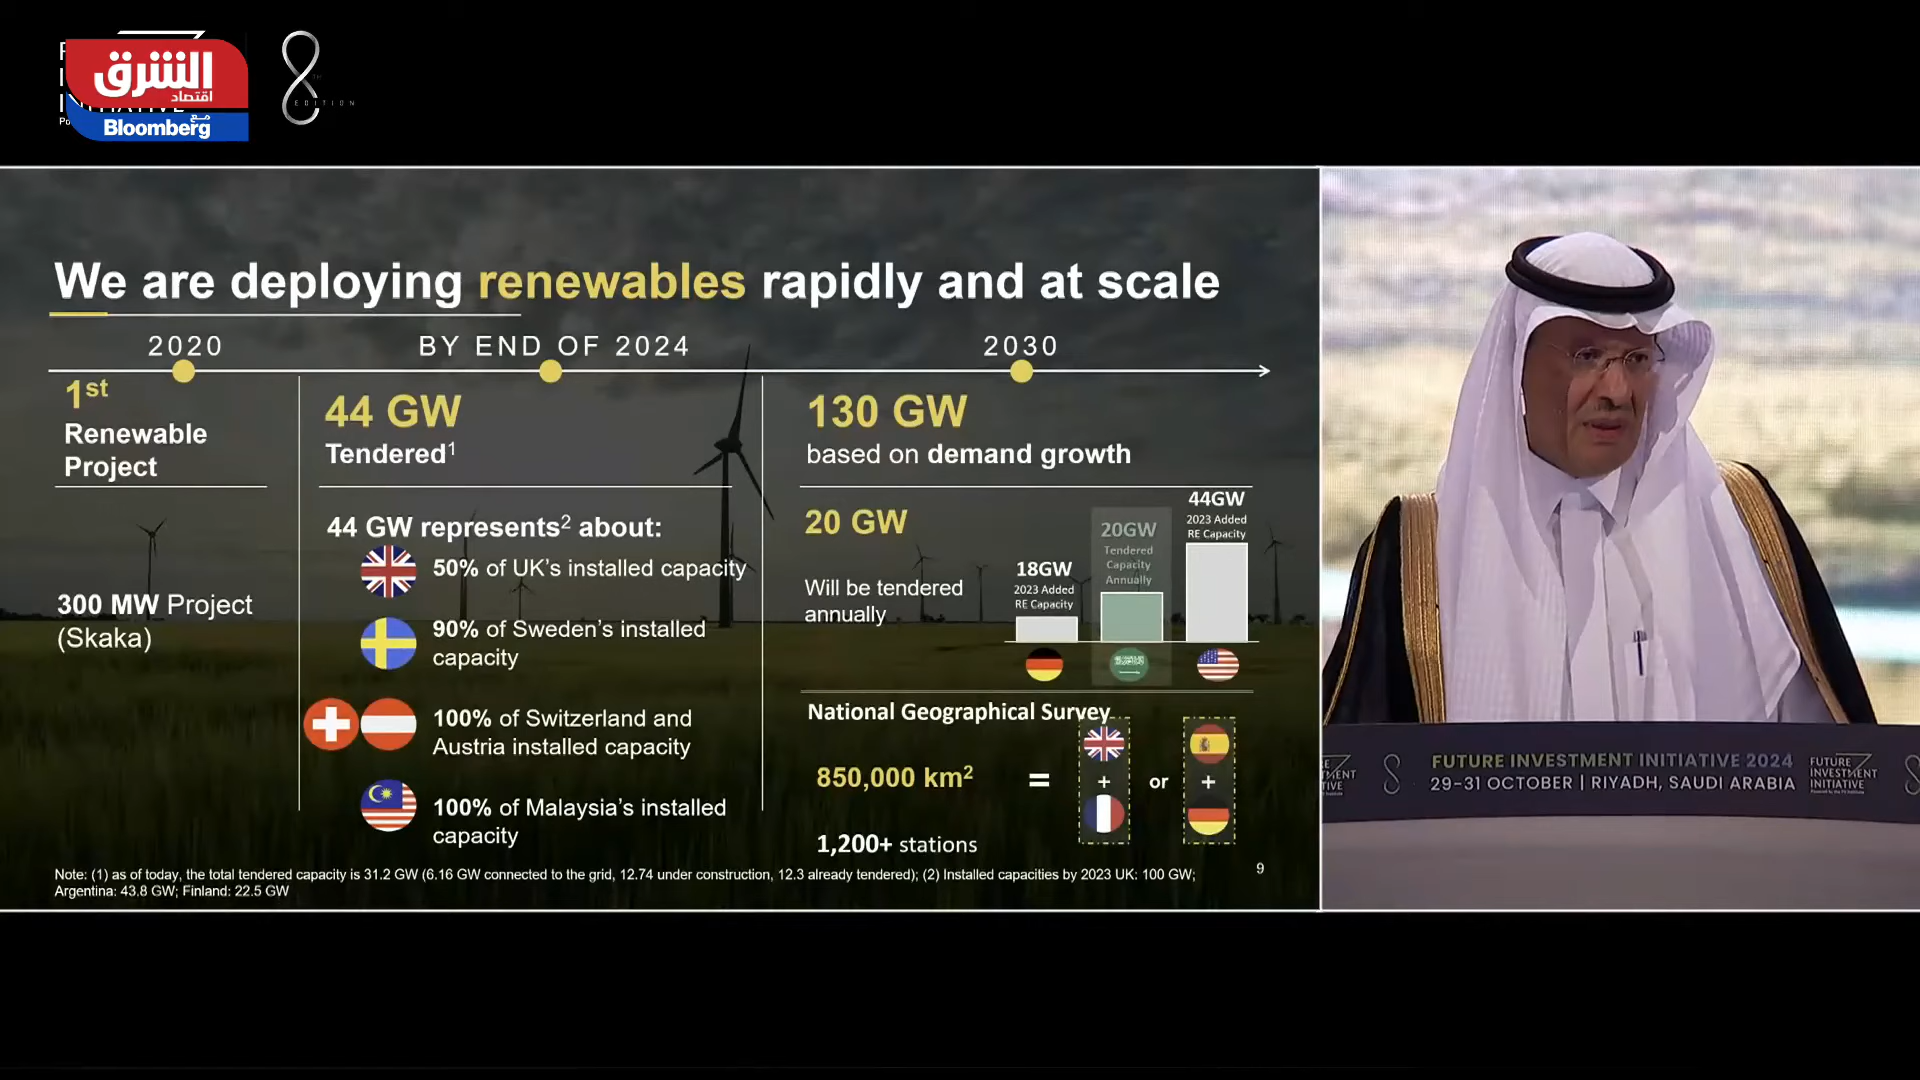 الشرق
اقتصاد
مع
Bloomberg
EDITION
We are deploying renewables rapidly and at scale
2020
BY END OF 2024
2030
1st
Renewable
Project
300 MW Project
(Skaka)
44 GW
Tendered1
44 GW represents2 about:
50% of UK's installed capacity
90% of Sweden's installed
capacity
100% of Switzerland and
Austria installed capacity
100% of Malaysia's installed
capacity
130 GW
based on demand growth
20 GW
Will be tendered
annually
18GW
2023 Added
RE Capacity
20GW
Tendered
Capacity
Annually
44GW
2023 Added
RE Capacity
National Geographical Survey
850,000 km2
=
+
or
+
1,200+ stations
Note: (1) as of today, the total tendered capacity is 31.2 GW (6.16 GW connected to the grid, 12.74 under construction, 12.3 already tendered); (2) Installed capacities by 2023 UK: 100 GW;
Argentina: 43.8 GW; Finland: 22.5 GW
9
FUTURE INVESTMENT INITIATIVE 2024
29-31 OCTOBER | RIYADH, SAUDI ARABIA
FUTURE
INVESTMENT
INITIATIVE